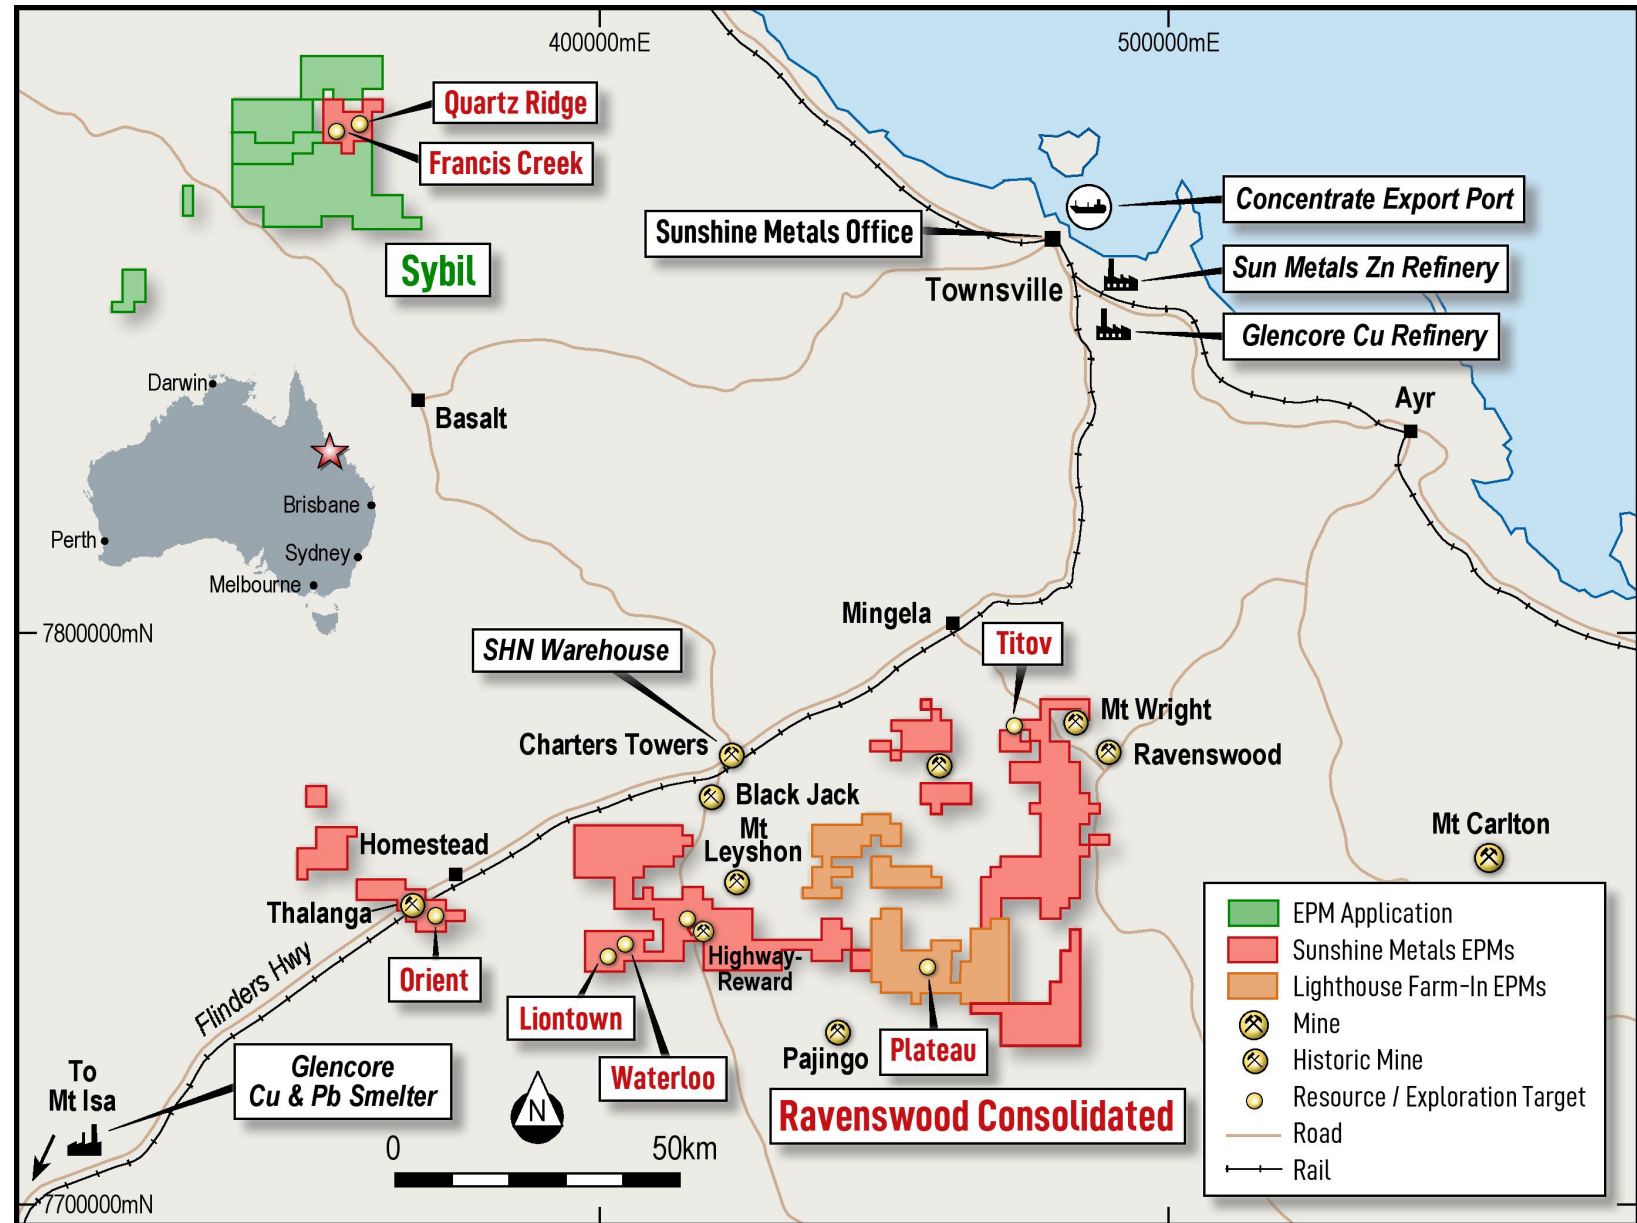 400000mE
500000mE
Quartz Ridge
Francis Creek
Sybil
Concentrate Export Port
Sunshine Metals Office
Sun Metals Zn Refinery
Townsville
Glencore Cu Refinery
Darwin
Basalt
Ayr
Brisbane
Perth
Sydney
Melbourne
7800000mN
Mingela
SHN Warehouse
Titov
Mt Wright
Charters Towers
Ravenswood
Black Jack
Mt
Leyshon
Homestead
Mt Carlton
Thalanga
Highway-
Reward
Orient
Flinders Hwy
Liontown
Waterloo
Pajingo
Plateau
To
Mt Isa
Glencore
Cu & Pb Smelter
Ravenswood Consolidated
N
0
50km
7700000mN
EPM Application
Sunshine Metals EPMs
Lighthouse Farm-In EPMs
Mine
Historic Mine
Resource / Exploration Target
Road
Rail